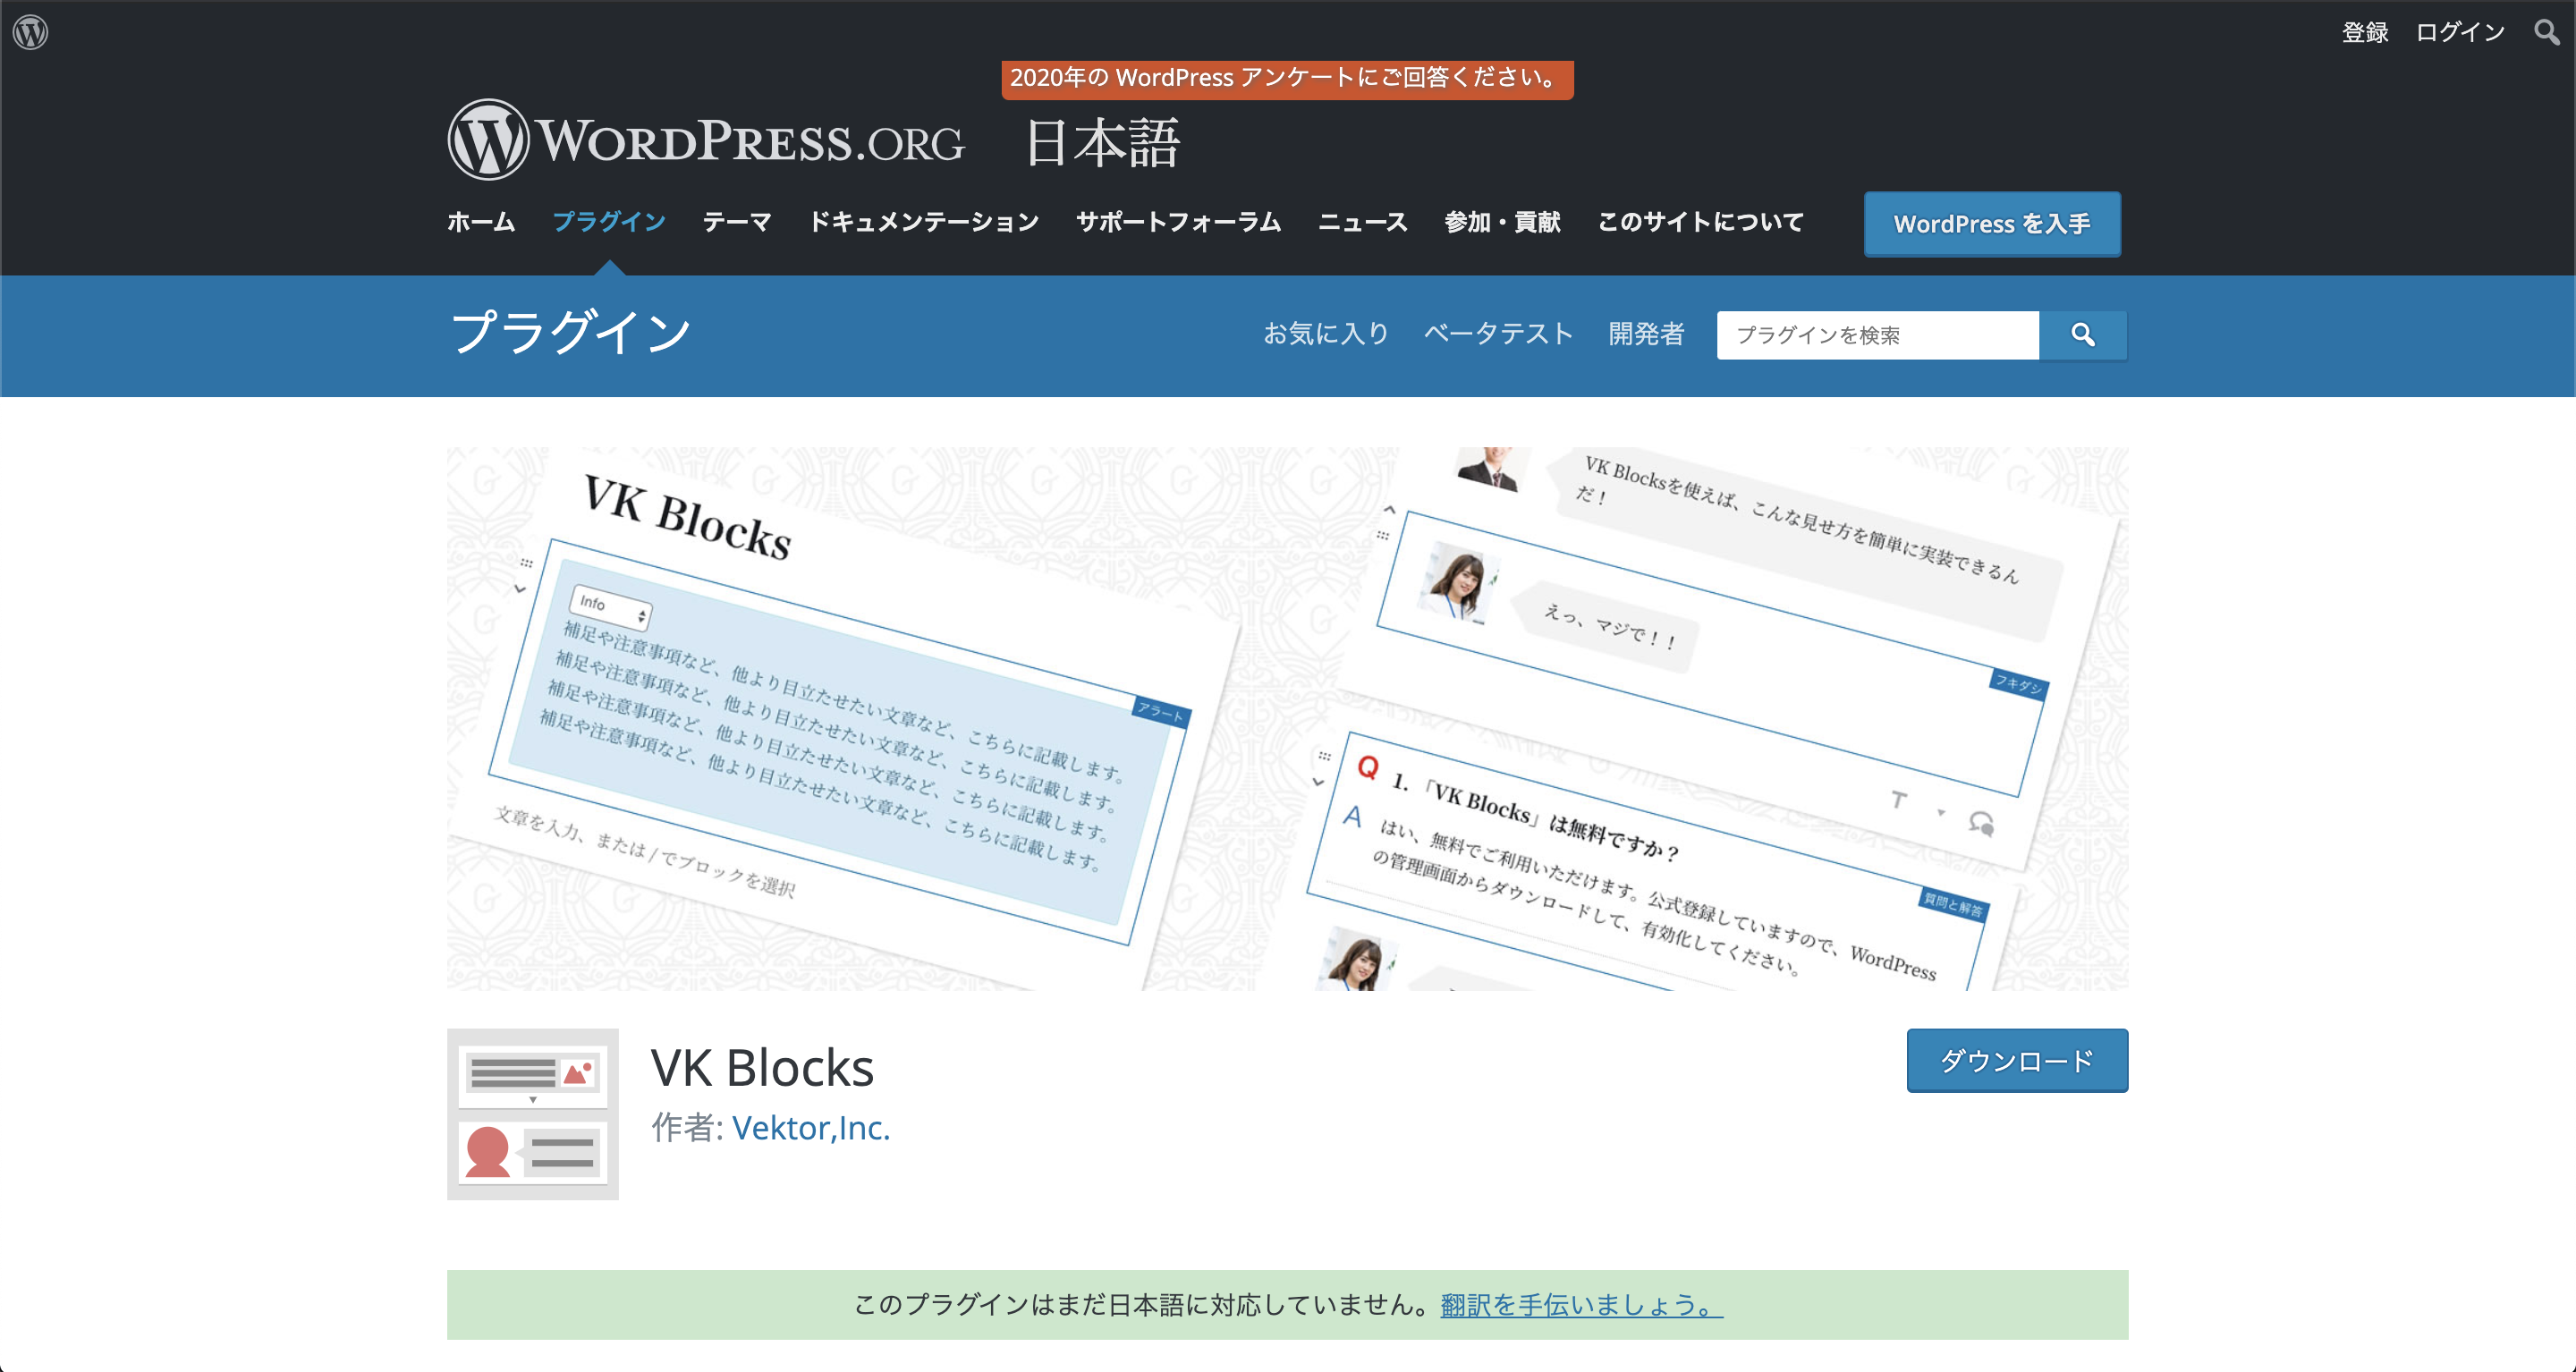 登録 ログイン
2020年の WordPress アンケートにご回答ください。
WORDPRESS.ORG 日本語
ホーム プラグイン テーマ ドキュメンテーション サポートフォーラム ニュース 参加・貢献 このサイトについて WordPress を入手
プラグイン お気に入り ベータテスト 開発者 プラグインを検索
VK Blocks
Info
補足や注意事項など、他より目立たせたい文章など、こちらに記載します。
補足や注意事項など、他より目立たせたい文章など、こちらに記載します。
補足や注意事項など、他より目立たせたい文章など、こちらに記載します。
補足や注意事項など、他より目立たせたい文章など、こちらに記載します。
アラート
文章を入力、または / でブロックを選択
VK Blocksを使えば、こんな見せ方を簡単に実装できるん
だ！
えっ、マジで！！
フキダシ
T
Q 1. 「VK Blocks」は無料ですか？
A はい、無料でご利用いただけます。公式登録していますので、WordPress
の管理画面からダウンロードして、有効化してください。
質問と解答
VK Blocks
作者: Vektor,Inc.
ダウンロード
このプラグインはまだ日本語に対応していません。翻訳を手伝いましょう。